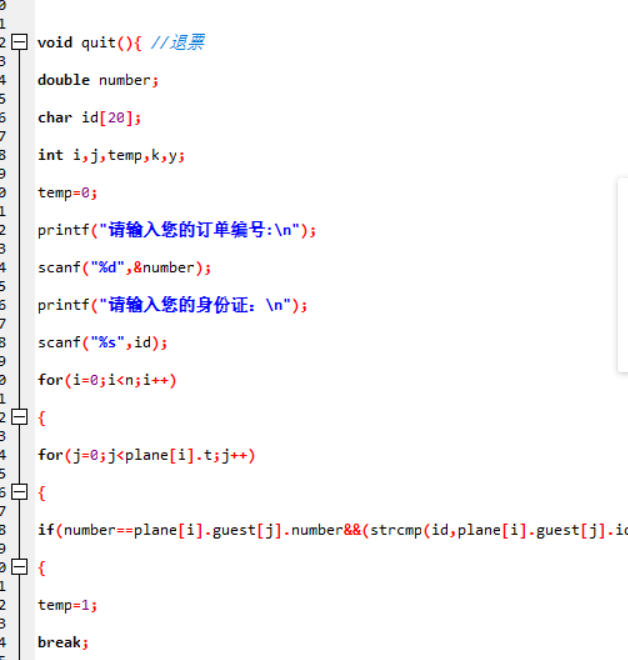 void quit(){ //退票
double number;
char id[20];
int i,j,temp,k,y;
temp=0;
printf("请输入您的订单编号:\n");
scanf("%d",&number);
printf("请输入您的身份证：\n");
scanf("%s",id);
for(i=0;i<n;i++)
{
for(j=0;j<plane[i].t;j++)
{
if(number==plane[i].guest[j].number&&(strcmp(id,plane[i].guest[j].i
{
temp=1;
break;